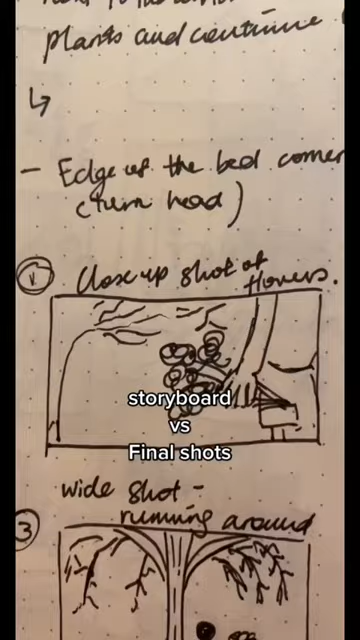 plants and continue
↳
- Edge of the bed corner
(turn head)
① Close up shot of
flowers.
storyboard
vs
Final shots
wide shot -
running around
③